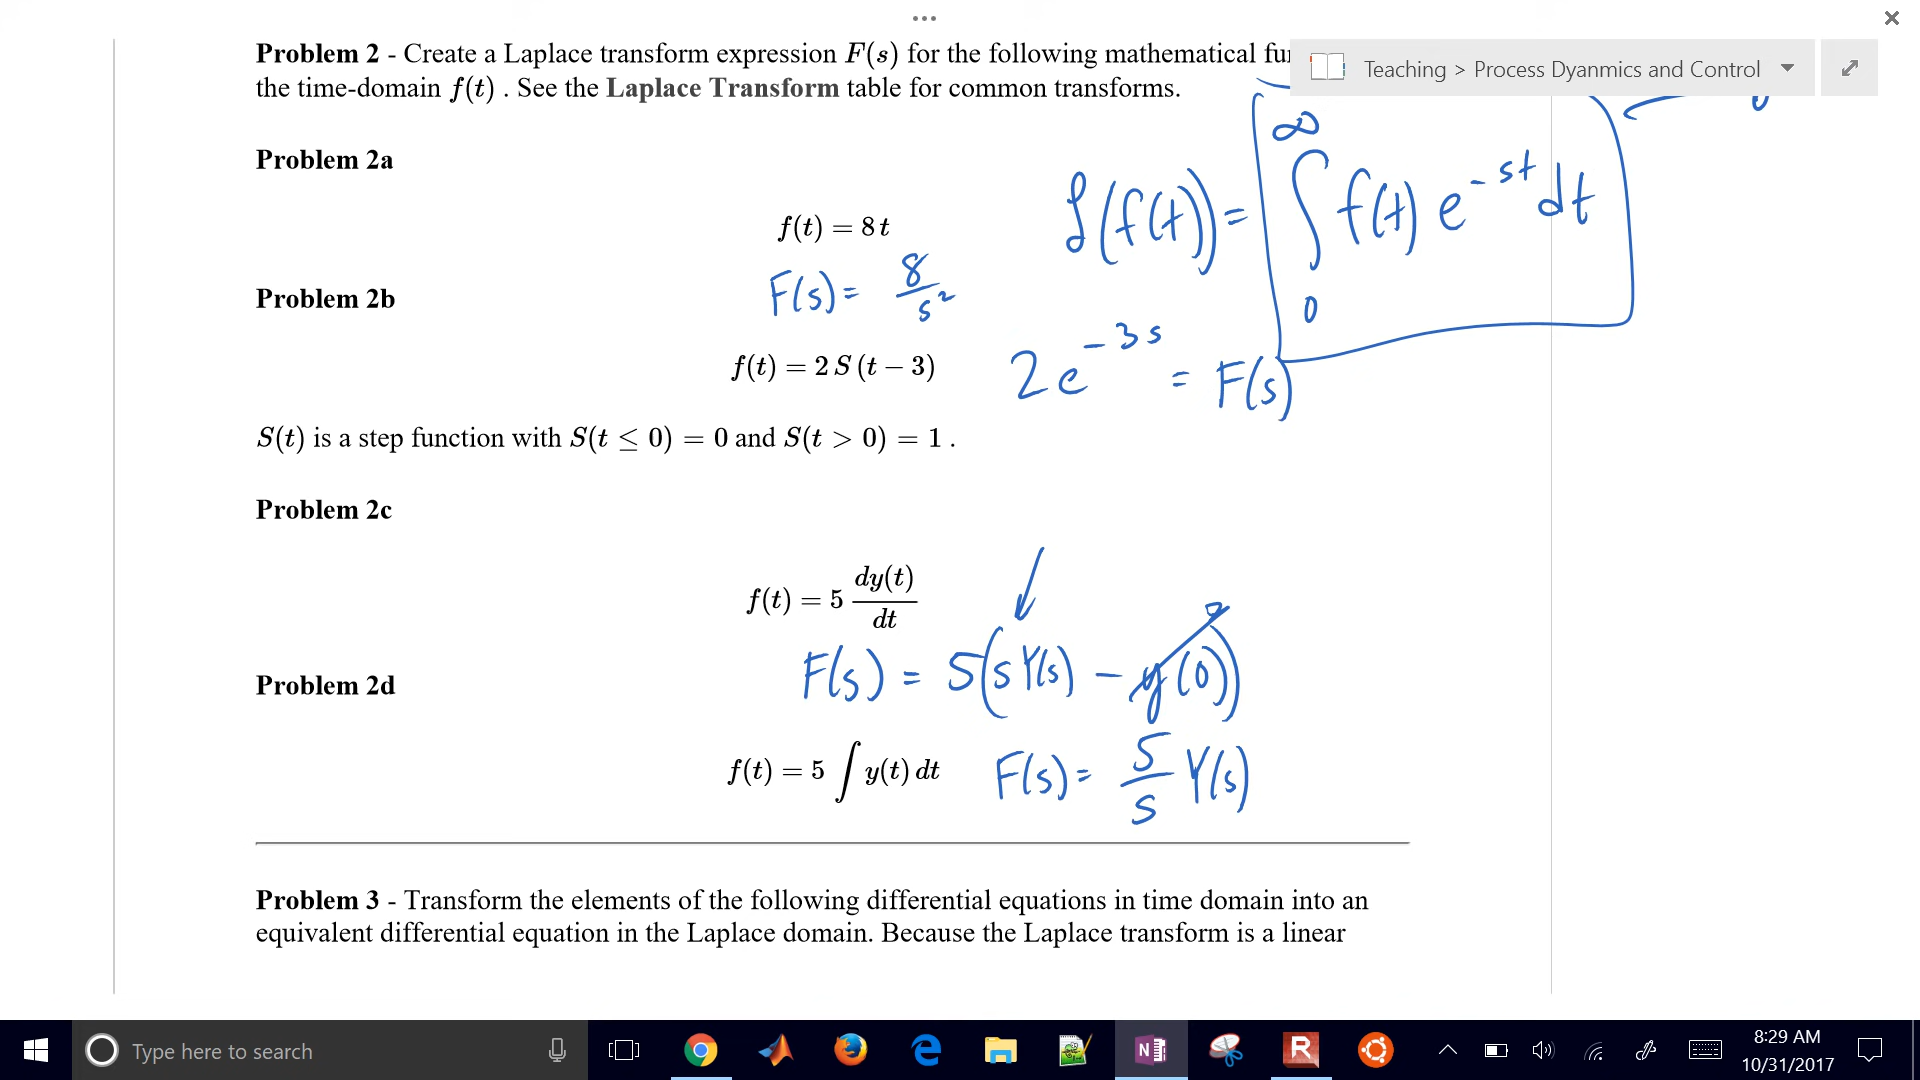 Problem 2 - Create a Laplace transform expression F(s) for the following mathematical fu
the time-domain f(t) . See the Laplace Transform table for common transforms.
Teaching > Process Dyanmics and Control
Problem 2a
f(t) = 8 t
ℒ(f(t)) = ∫₀^∞ f(t) e^{-st} dt
F(s) = 8/s²
Problem 2b
f(t) = 2 S (t − 3)
2e^{-3s} = F(s)
S(t) is a step function with S(t ≤ 0) = 0 and S(t > 0) = 1 .
Problem 2c
f(t) = 5 dy(t)/dt
F(s) = 5(sY(s) − y(0))
Problem 2d
f(t) = 5 ∫ y(t) dt
F(s) = 5/s Y(s)
Problem 3 - Transform the elements of the following differential equations in time domain into an
equivalent differential equation in the Laplace domain. Because the Laplace transform is a linear
Type here to search
N
R
8:29 AM
10/31/2017